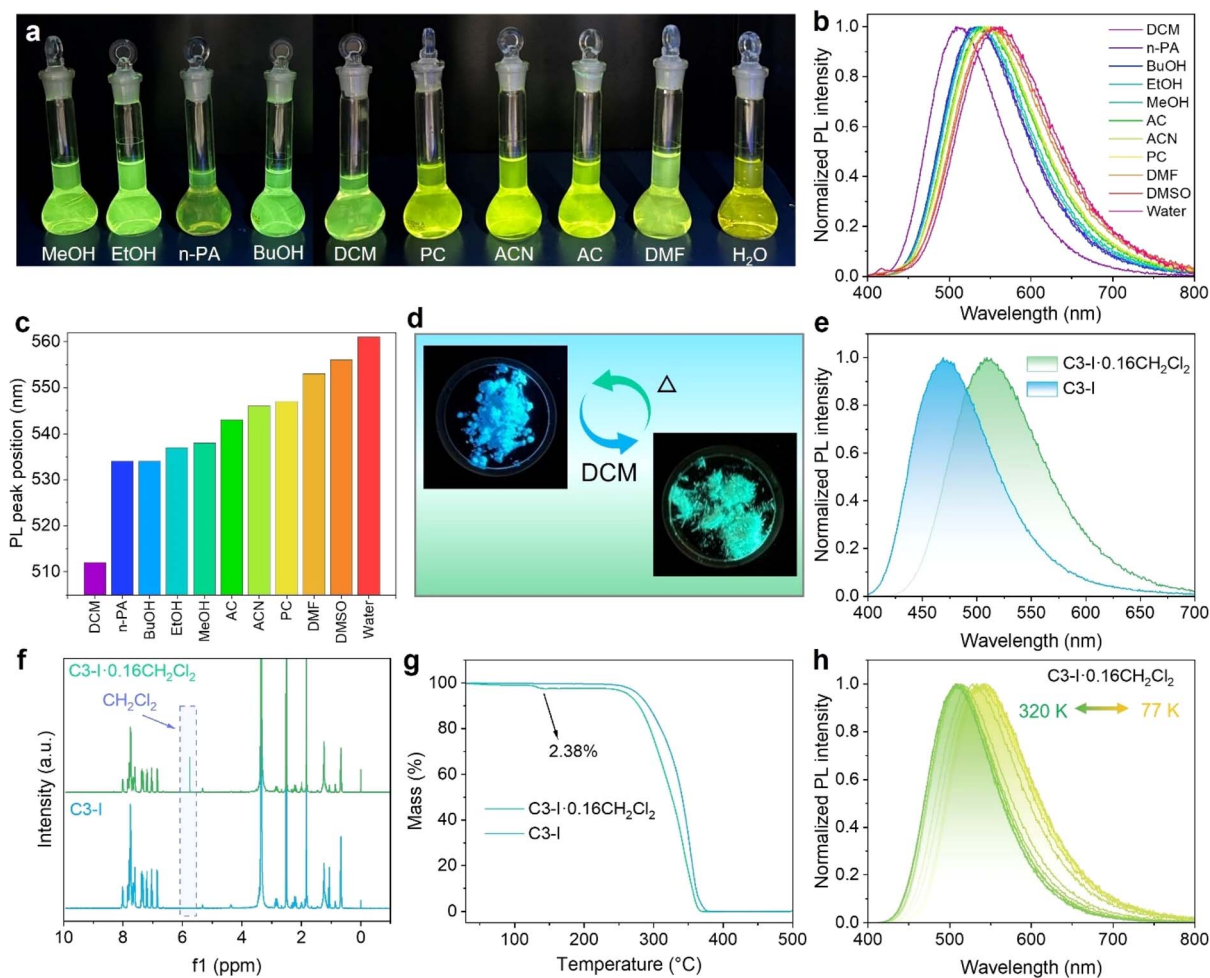 a
MeOH EtOH n-PA BuOH DCM PC ACN AC DMF H₂O
b
Normalized PL intensity
1.0
0.8
0.6
0.4
0.2
0.0
DCM
n-PA
BuOH
EtOH
MeOH
AC
ACN
PC
DMF
DMSO
Water
400 500 600 700 800
Wavelength (nm)
c
PL peak position (nm)
560
550
540
530
520
510
DCM n-PA BuOH EtOH MeOH AC ACN PC DMF DMSO Water
d
△
DCM
e
Normalized PL intensity
1.0
0.8
0.6
0.4
0.2
0.0
C3-I·0.16CH₂Cl₂
C3-I
400 450 500 550 600 650 700
Wavelength (nm)
f
Intensity (a.u.)
C3-I·0.16CH₂Cl₂
CH₂Cl₂
C3-I
10 8 6 4 2 0
f1 (ppm)
g
Mass (%)
100
75
50
25
0
2.38%
C3-I·0.16CH₂Cl₂
C3-I
100 200 300 400 500
Temperature (°C)
h
Normalized PL intensity
1.0
0.8
0.6
0.4
0.2
0.0
C3-I·0.16CH₂Cl₂
320 K 77 K
400 500 600 700 800
Wavelength (nm)